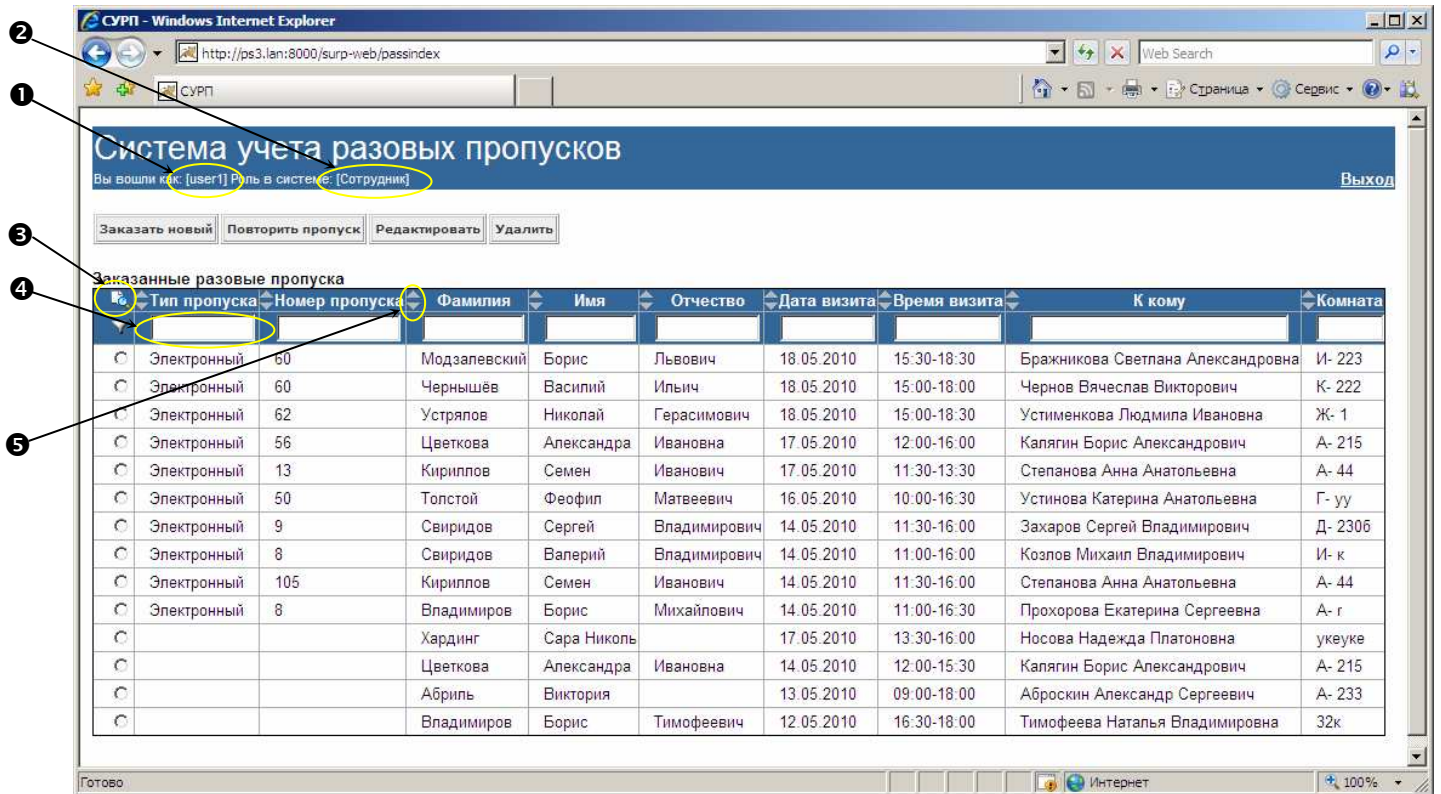 СУРП - Windows Internet Explorer
❷
http://ps3.lan:8000/surp-web/passindex
Web Search
❶
СУРП
Страница
Сервис
Система учета разовых пропусков
Вы вошли как: [user1] Роль в системе: [Сотрудник]
Выход
❸
Заказать новый Повторить пропуск Редактировать Удалить
Заказанные разовые пропуска
❹
Тип пропуска Номер пропуска Фамилия Имя Отчество Дата визита Время визита К кому Комната
Электронный 60 Модзалевский Борис Львович 18.05.2010 15:30-18:30 Бражникова Светлана Александровна И- 223
Электронный 60 Чернышёв Василий Ильич 18.05.2010 15:00-18:00 Чернов Вячеслав Викторович К- 222
Электронный 62 Устрялов Николай Герасимович 18.05.2010 15:00-18:30 Устименкова Людмила Ивановна Ж- 1
❺
Электронный 56 Цветкова Александра Ивановна 17.05.2010 12:00-16:00 Калягин Борис Александрович А- 215
Электронный 13 Кириллов Семен Иванович 17.05.2010 11:30-13:30 Степанова Анна Анатольевна А- 44
Электронный 50 Толстой Феофил Матвеевич 16.05.2010 10:00-16:30 Устинова Катерина Анатольевна Г- уу
Электронный 9 Свиридов Сергей Владимирович 14.05.2010 11:30-16:00 Захаров Сергей Владимирович Д- 230б
Электронный 8 Свиридов Валерий Владимирович 14.05.2010 11:00-16:00 Козлов Михаил Владимирович И- к
Электронный 105 Кириллов Семен Иванович 14.05.2010 11:30-16:00 Степанова Анна Анатольевна А- 44
Электронный 8 Владимиров Борис Михайлович 14.05.2010 11:00-16:30 Прохорова Екатерина Сергеевна А- г
Хардинг Сара Николь 17.05.2010 13:30-16:00 Носова Надежда Платоновна укеуке
Цветкова Александра Ивановна 14.05.2010 12:00-15:30 Калягин Борис Александрович А- 215
Абриль Виктория 13.05.2010 09:00-18:00 Аброскин Александр Сергеевич А- 233
Владимиров Борис Тимофеевич 12.05.2010 16:30-18:00 Тимофеева Наталья Владимировна 32к
Готово
Интернет
100%